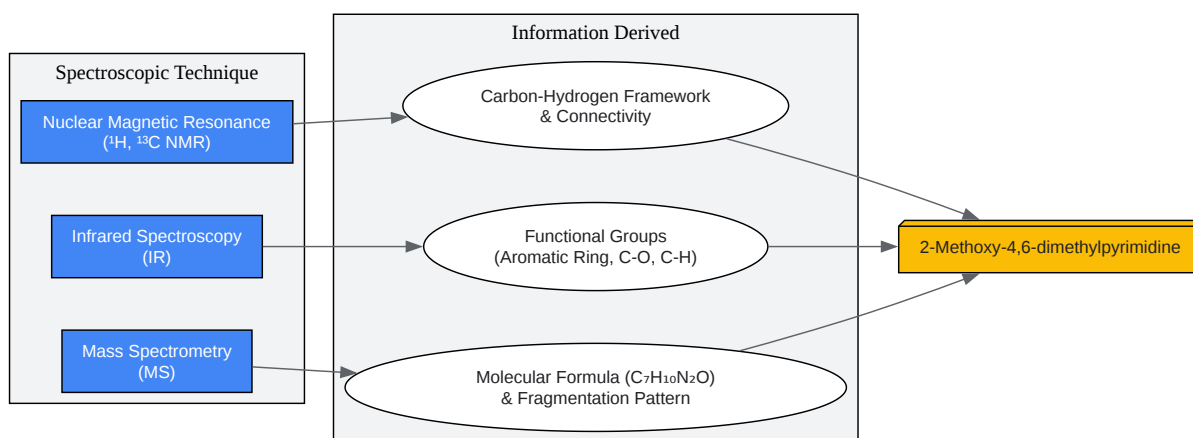 Spectroscopic Technique
Nuclear Magnetic Resonance
(¹H, ¹³C NMR)
Infrared Spectroscopy
(IR)
Mass Spectrometry
(MS)
Information Derived
Carbon-Hydrogen Framework
& Connectivity
Functional Groups
(Aromatic Ring, C-O, C-H)
Molecular Formula (C₇H₁₀N₂O)
& Fragmentation Pattern
2-Methoxy-4,6-dimethylpyrimidine